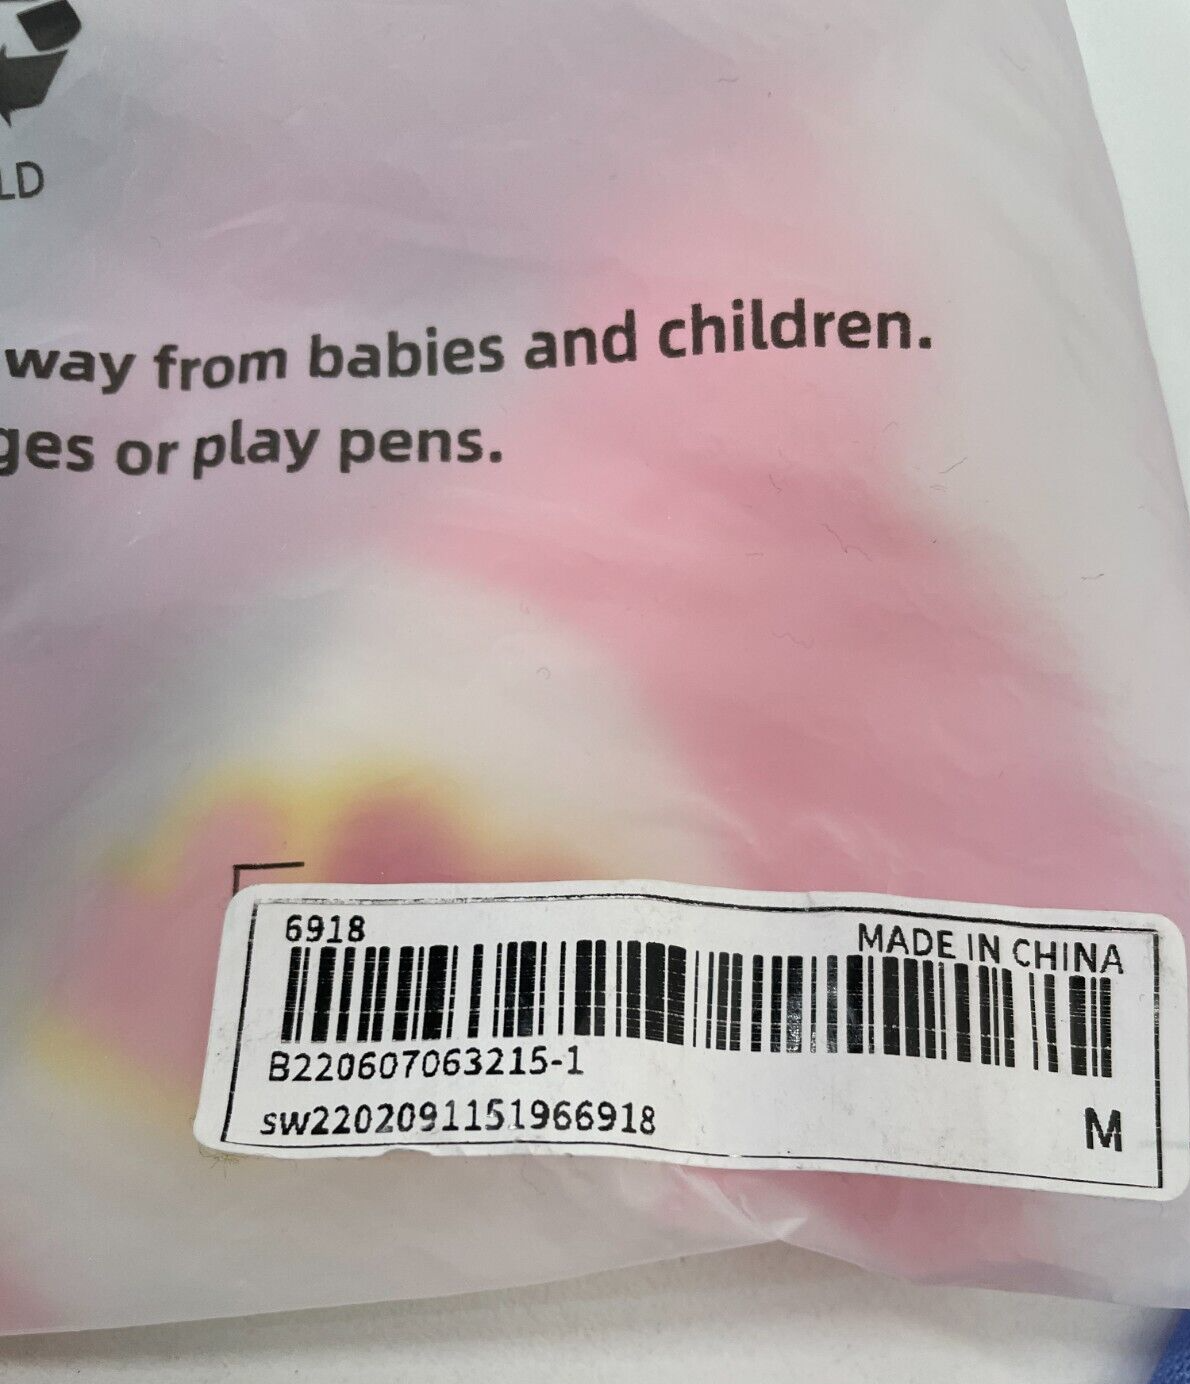 LD
way from babies and children.
ges or play pens.
6918
MADE IN CHINA
B220607063215-1
sw2202091151966918
M